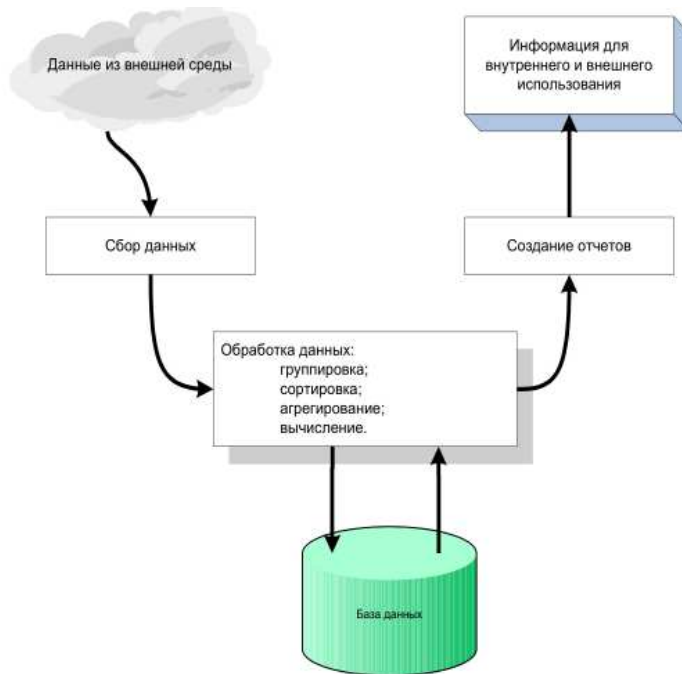 Данные из внешней среды
Информация для
внутреннего и внешнего
использования
Сбор данных
Создание отчетов
Обработка данных:
группировка;
сортировка;
агрегирование;
вычисление.
База данных